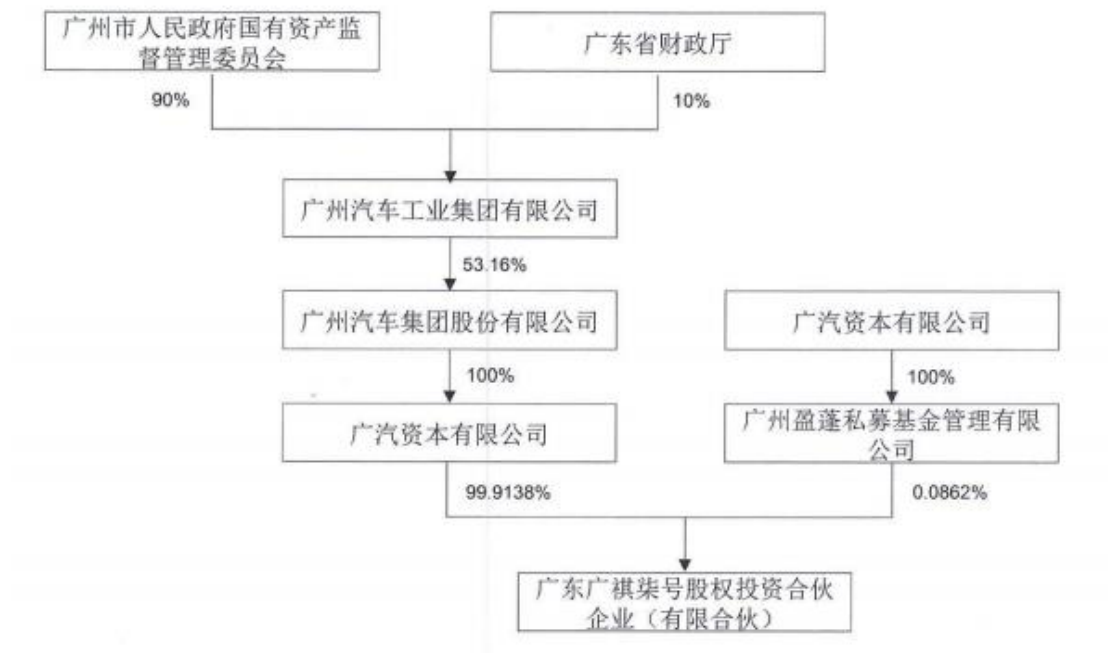 广州市人民政府国有资产监
督管理委员会
广东省财政厅
90%
10%
广州汽车工业集团有限公司
53.16%
广州汽车集团股份有限公司
广汽资本有限公司
100%
100%
广汽资本有限公司
广州盈蓬私募基金管理有限
公司
99.9138%
0.0862%
广东广祺柒号股权投资合伙
企业（有限合伙）